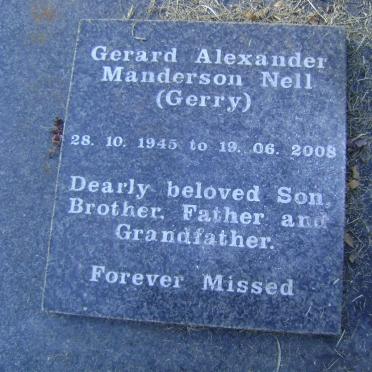 Gerard Alexander
Manderson Nell
(Gerry)
28. 10. 1945 to 19. 06. 2008
Dearly beloved Son,
Brother, Father and
Grandfather.
Forever Missed